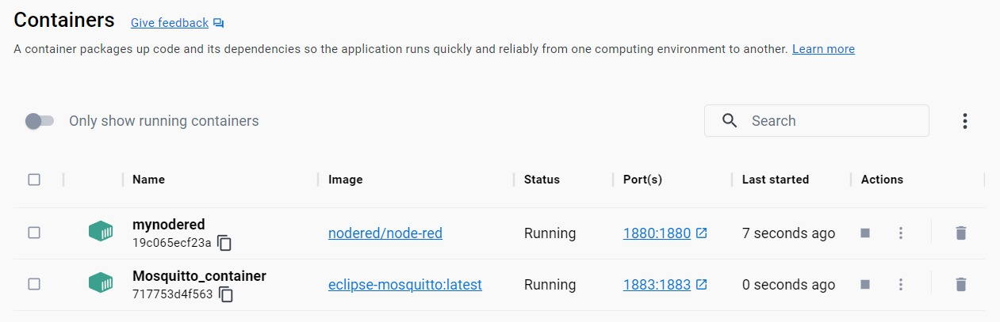 Containers Give feedback
A container packages up code and its dependencies so the application runs quickly and reliably from one computing environment to another. Learn more
Only show running containers Search
Name Image Status Port(s) Last started Actions
mynodered
19c065ecf23a nodered/node-red Running 1880:1880 7 seconds ago
Mosquitto_container
717753d4f563 eclipse-mosquitto:latest Running 1883:1883 0 seconds ago